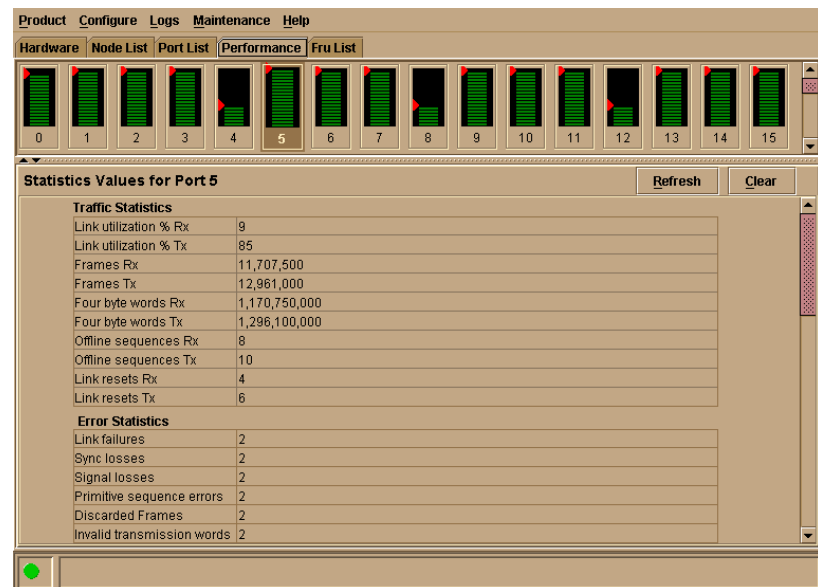 Product Configure Logs Maintenance Help
Hardware Node List Port List Performance Fru List
0 1 2 3 4 5 6 7 8 9 10 11 12 13 14 15
Statistics Values for Port 5 Refresh Clear
Traffic Statistics
Link utilization % Rx 9
Link utilization % Tx 85
Frames Rx 11,707,500
Frames Tx 12,961,000
Four byte words Rx 1,170,750,000
Four byte words Tx 1,296,100,000
Offline sequences Rx 8
Offline sequences Tx 10
Link resets Rx 4
Link resets Tx 6
Error Statistics
Link failures 2
Sync losses 2
Signal losses 2
Primitive sequence errors 2
Discarded Frames 2
Invalid transmission words 2